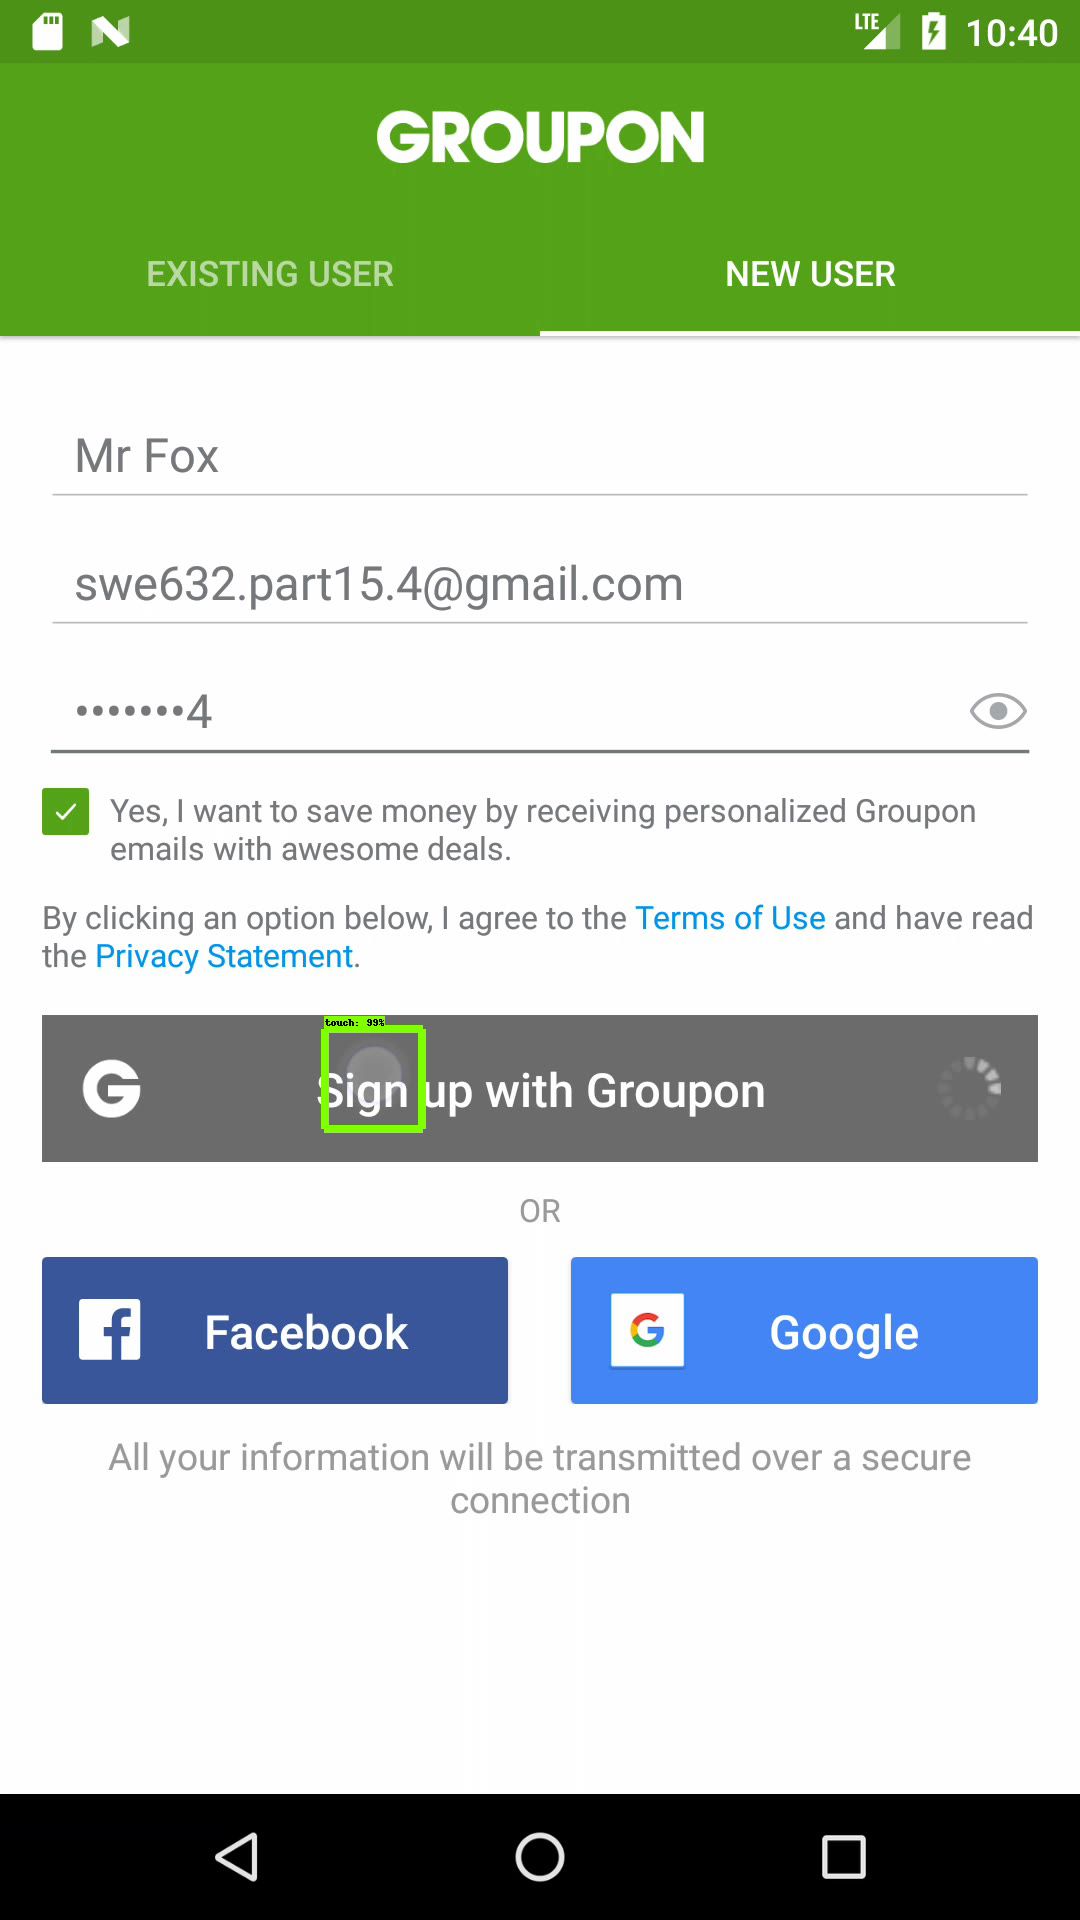 LTE 10:40
GROUPON
EXISTING USER NEW USER
Mr Fox
swe632.part15.4@gmail.com
•••••••4
Yes, I want to save money by receiving personalized Groupon
emails with awesome deals.
By clicking an option below, I agree to the Terms of Use and have read
the Privacy Statement.
touch: 99%
G Sign up with Groupon
OR
Facebook
G Google
All your information will be transmitted over a secure
connection